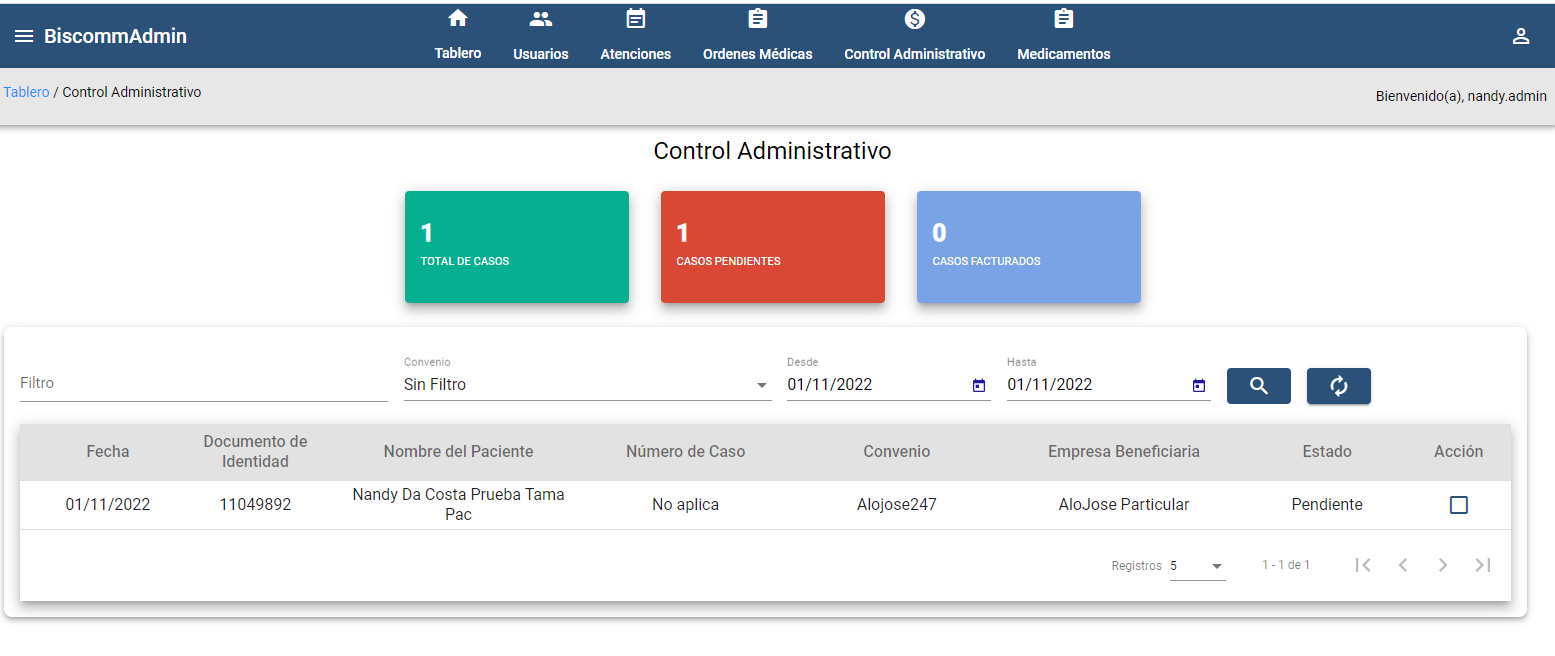 BiscommAdmin
Tablero
Usuarios
Atenciones
Ordenes Médicas
Control Administrativo
Medicamentos
Tablero / Control Administrativo
Bienvenido(a), nandy.admin
Control Administrativo
1
TOTAL DE CASOS
1
CASOS PENDIENTES
0
CASOS FACTURADOS
Filtro
Convenio
Sin Filtro
Desde
01/11/2022
Hasta
01/11/2022
Fecha
Documento de
Identidad
Nombre del Paciente
Número de Caso
Convenio
Empresa Beneficiaria
Estado
Acción
01/11/2022
11049892
Nandy Da Costa Prueba Tama
Pac
No aplica
Alojose247
AloJose Particular
Pendiente
Registros 5
1 - 1 de 1